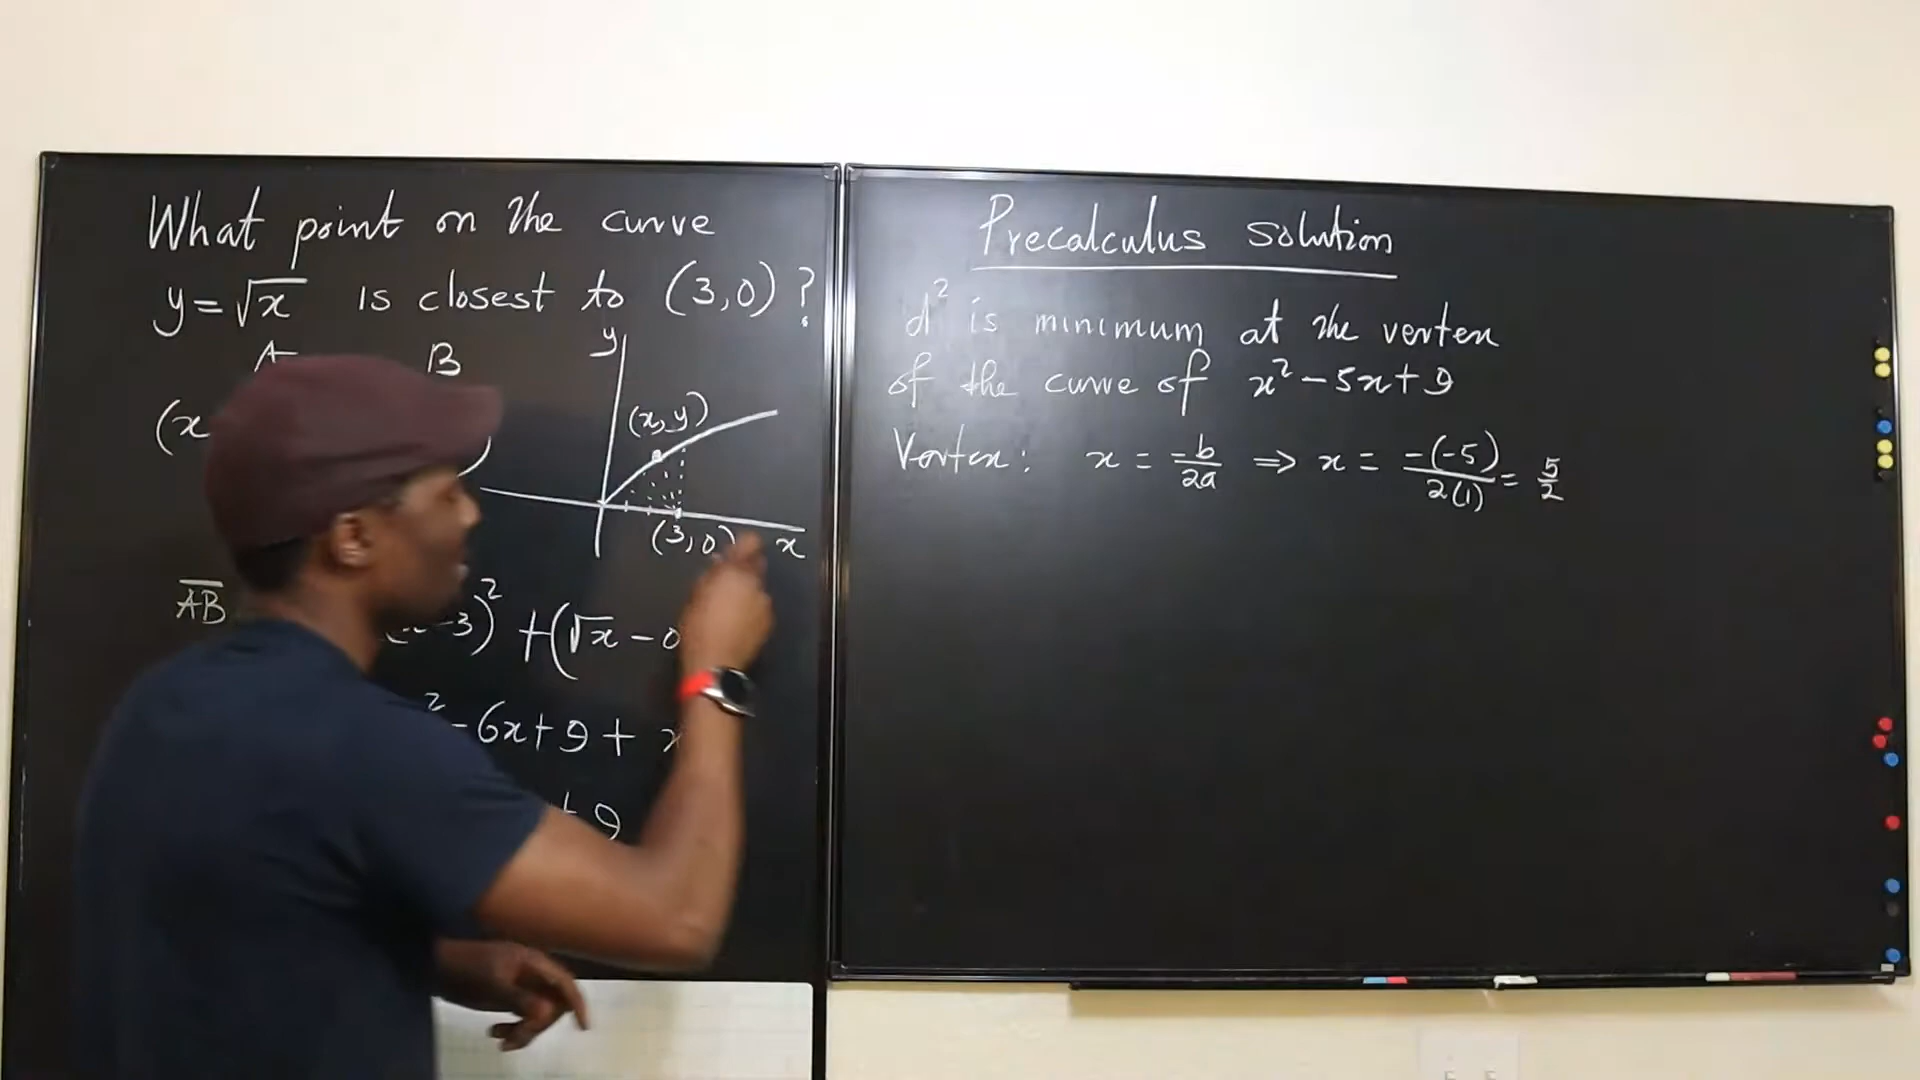 What point on the curve
y = √x is closest to (3,0)?
A B
(x )
y
(x, y)
(3, 0) x
AB -3)² + (√x - 0
² - 6x + 9 + x
+ 9
Precalculus solution
d² is minimum at the vertex
of the curve of x² - 5x + 9
Vertex: x = -b/2a ⇒ x = -(-5)/2(1) = 5/2